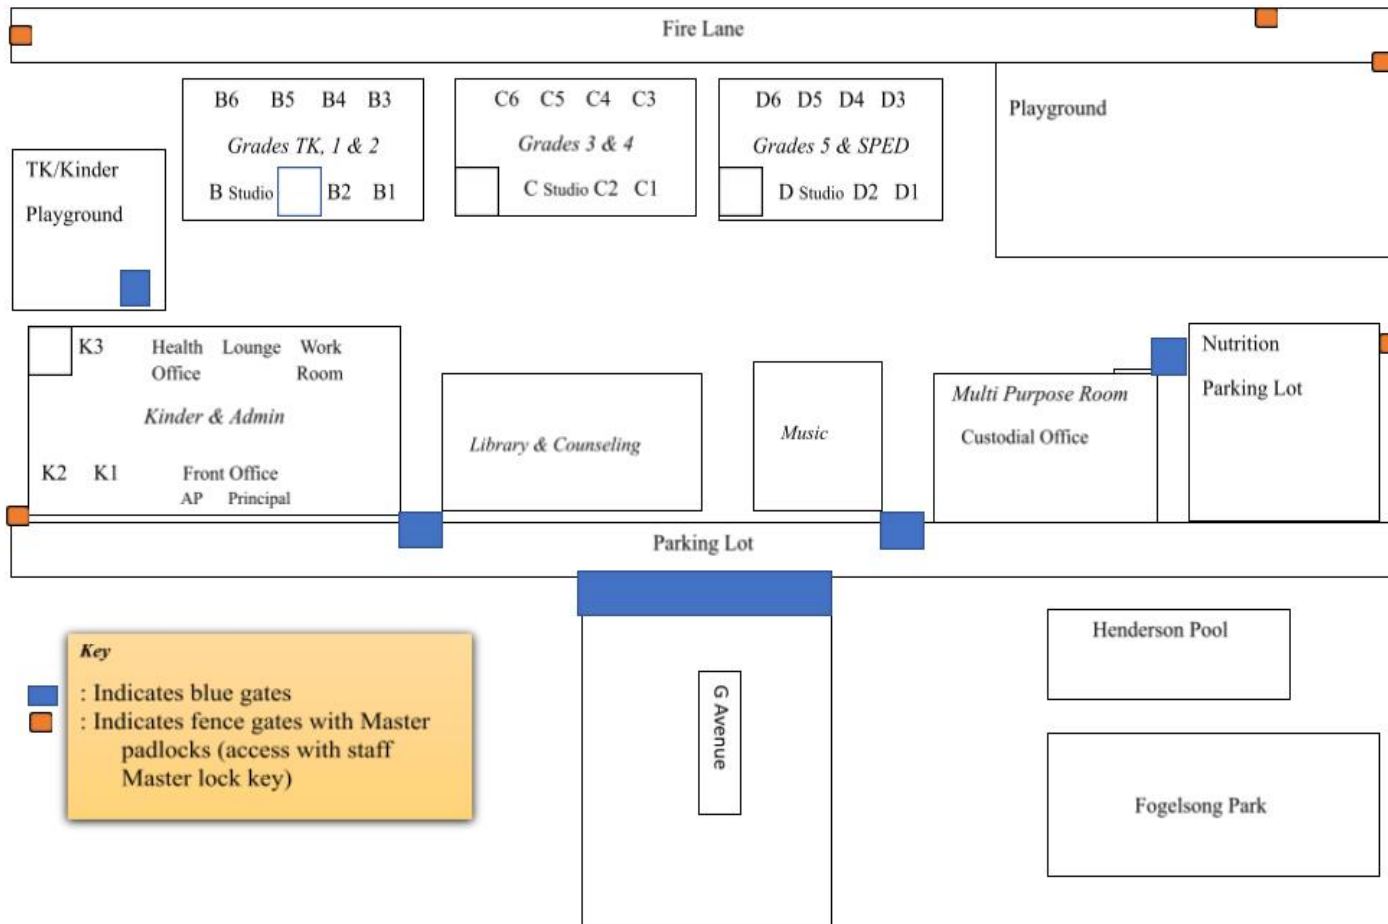 Fire Lane
B6 B5 B4 B3
Grades TK, 1 & 2
B Studio B2 B1
C6 C5 C4 C3
Grades 3 & 4
C Studio C2 C1
D6 D5 D4 D3
Grades 5 & SPED
D Studio D2 D1
Playground
TK/Kinder
Playground
K3 Health Lounge Work
Office Room
Kinder & Admin
K2 K1 Front Office
AP Principal
Library & Counseling
Music
Multi Purpose Room
Custodial Office
Nutrition
Parking Lot
Parking Lot
G Avenue
Henderson Pool
Fogelsong Park
Key
: Indicates blue gates
: Indicates fence gates with Master
padlocks (access with staff
Master lock key)